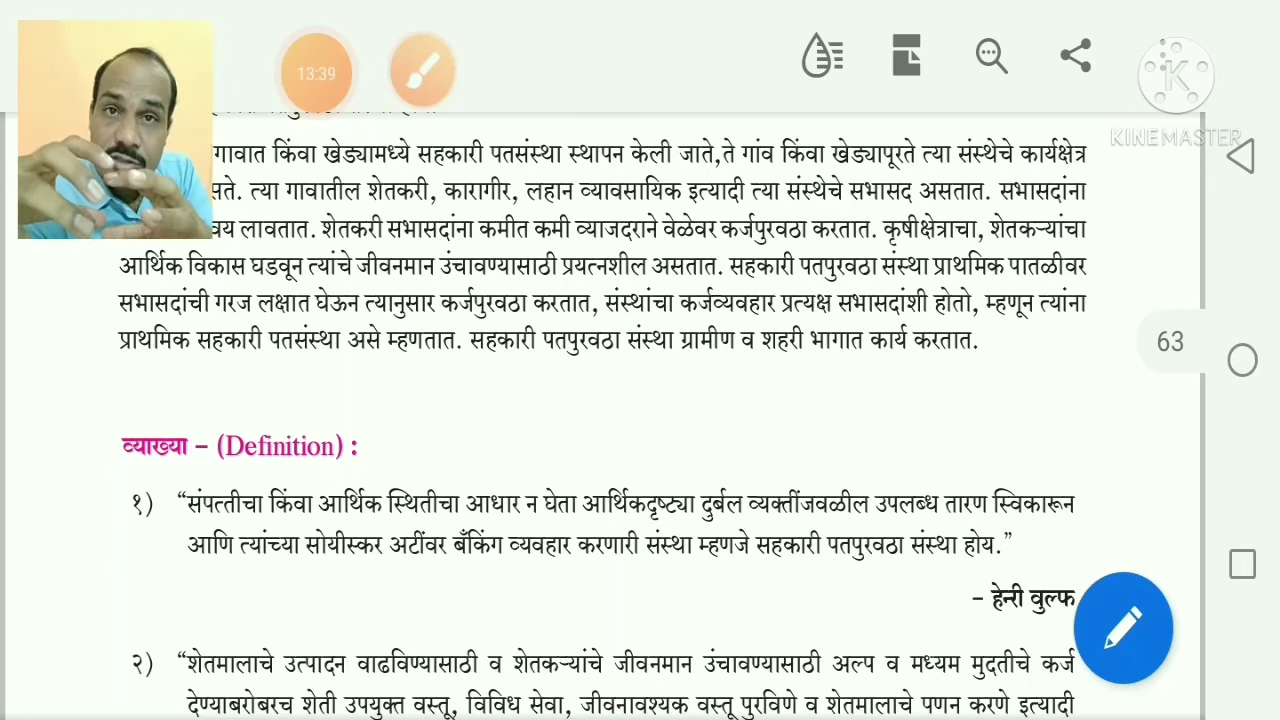 13:39
KINEMASTER
गावात किंवा खेड्यामध्ये सहकारी पतसंस्था स्थापन केली जाते,ते गांव किंवा खेड्यापूरते त्या संस्थेचे कार्यक्षेत्र
सते. त्या गावातील शेतकरी, कारागीर, लहान व्यावसायिक इत्यादी त्या संस्थेचे सभासद असतात. सभासदांना
वय लावतात. शेतकरी सभासदांना कमीत कमी व्याजदराने वेळेवर कर्जपुरवठा करतात. कृषीक्षेत्राचा, शेतकऱ्यांचा
आर्थिक विकास घडवून त्यांचे जीवनमान उंचावण्यासाठी प्रयत्नशील असतात. सहकारी पतपुरवठा संस्था प्राथमिक पातळीवर
सभासदांची गरज लक्षात घेऊन त्यानुसार कर्जपुरवठा करतात, संस्थांचा कर्जव्यवहार प्रत्यक्ष सभासदांशी होतो, म्हणून त्यांना
प्राथमिक सहकारी पतसंस्था असे म्हणतात. सहकारी पतपुरवठा संस्था ग्रामीण व शहरी भागात कार्य करतात.
63
व्याख्या – (Definition) :
१) “संपत्तीचा किंवा आर्थिक स्थितीचा आधार न घेता आर्थिकदृष्ट्या दुर्बल व्यक्तींजवळील उपलब्ध तारण स्विकारून
आणि त्यांच्या सोयीस्कर अटींवर बँकिंग व्यवहार करणारी संस्था म्हणजे सहकारी पतपुरवठा संस्था होय.”
– हेन्री वुल्फ
२) “शेतमालाचे उत्पादन वाढविण्यासाठी व शेतकऱ्यांचे जीवनमान उंचावण्यासाठी अल्प व मध्यम मुदतीचे कर्ज
देण्याबरोबरच शेती उपयुक्त वस्तू, विविध सेवा, जीवनावश्यक वस्तू पुरविणे व शेतमालाचे पणन करणे इत्यादी